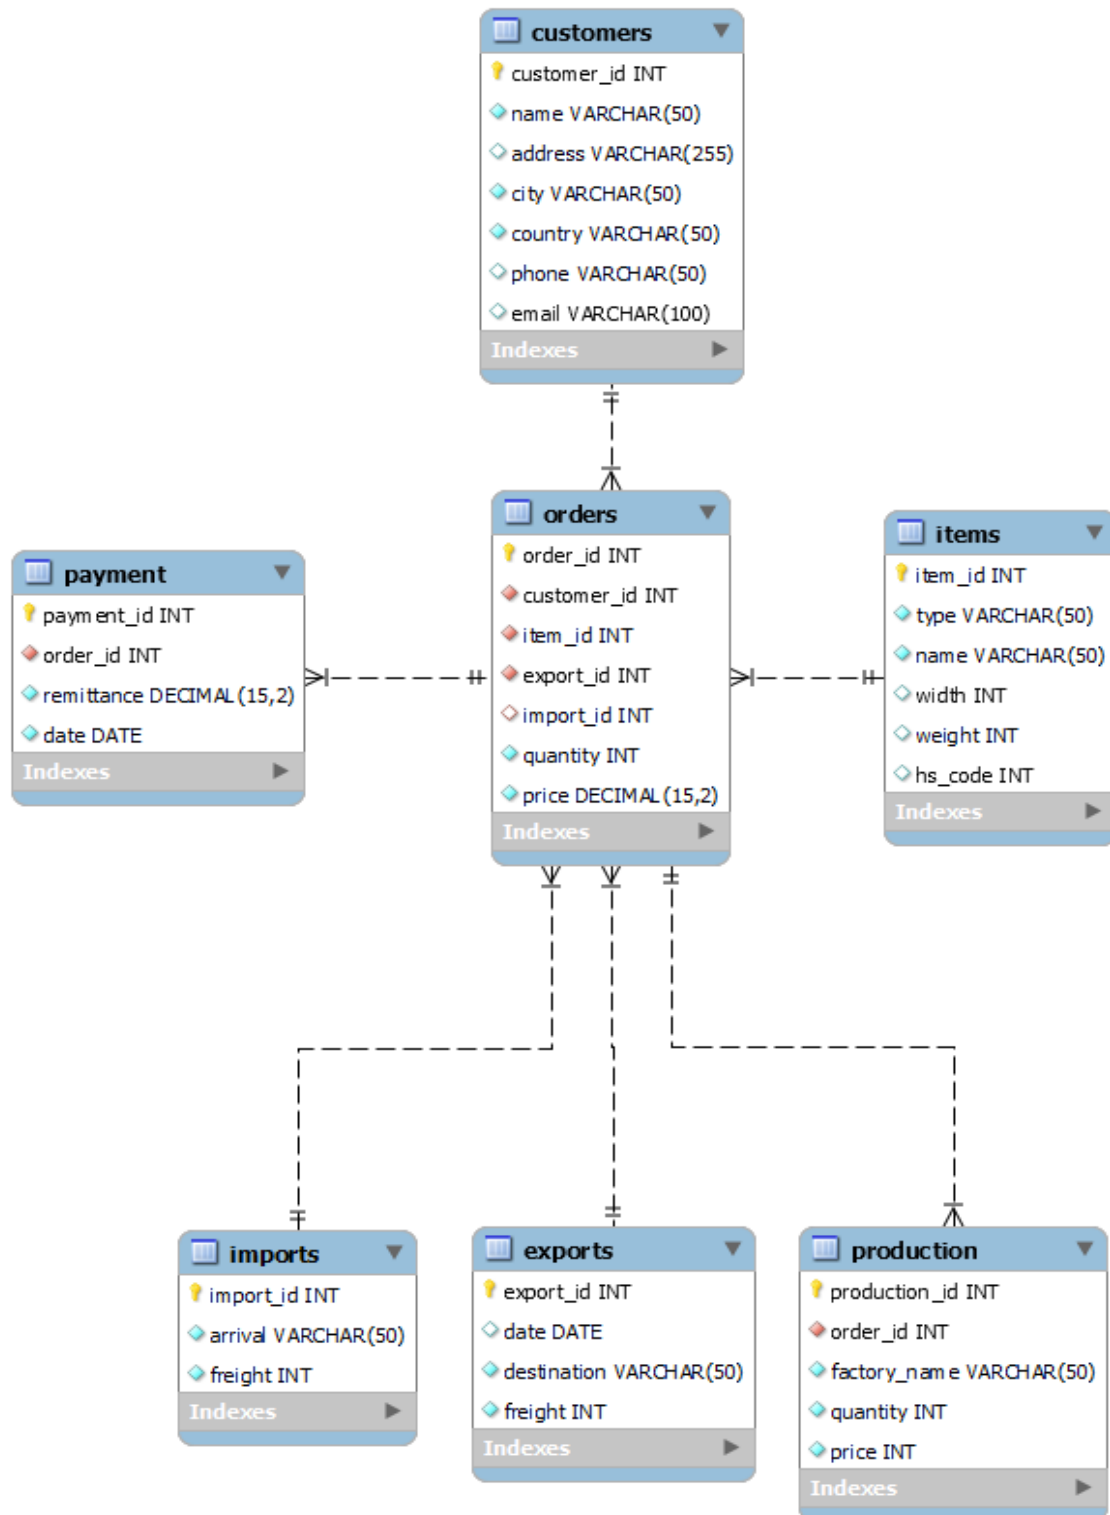 customers
customer_id INT
name VARCHAR(50)
address VARCHAR(255)
city VARCHAR(50)
country VARCHAR(50)
phone VARCHAR(50)
email VARCHAR(100)
Indexes
payment
payment_id INT
order_id INT
remittance DECIMAL(15,2)
date DATE
Indexes
orders
order_id INT
customer_id INT
item_id INT
export_id INT
import_id INT
quantity INT
price DECIMAL(15,2)
Indexes
items
item_id INT
type VARCHAR(50)
name VARCHAR(50)
width INT
weight INT
hs_code INT
Indexes
imports
import_id INT
arrival VARCHAR(50)
freight INT
Indexes
exports
export_id INT
date DATE
destination VARCHAR(50)
freight INT
Indexes
production
production_id INT
order_id INT
factory_name VARCHAR(50)
quantity INT
price INT
Indexes